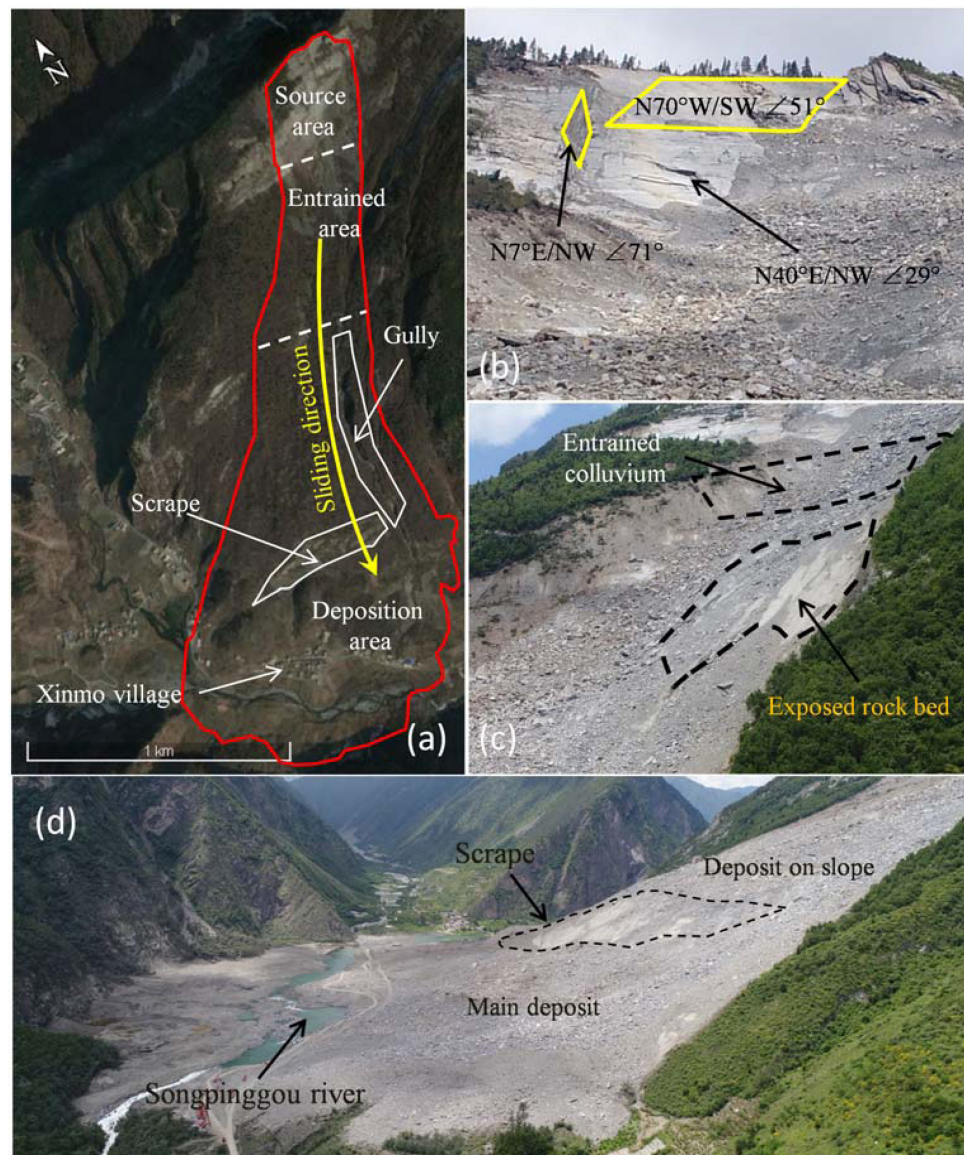 N
Source
area
Entrained
area
Gully
Sliding direction
Scrape
Deposition
area
Xinmo village
1 km
(a)
N70°W/SW ∠51°
N7°E/NW ∠71°
N40°E/NW ∠29°
(b)
Entrained
colluvium
Exposed rock bed
(c)
(d)
Scrape
Deposit on slope
Main deposit
Songpinggou river